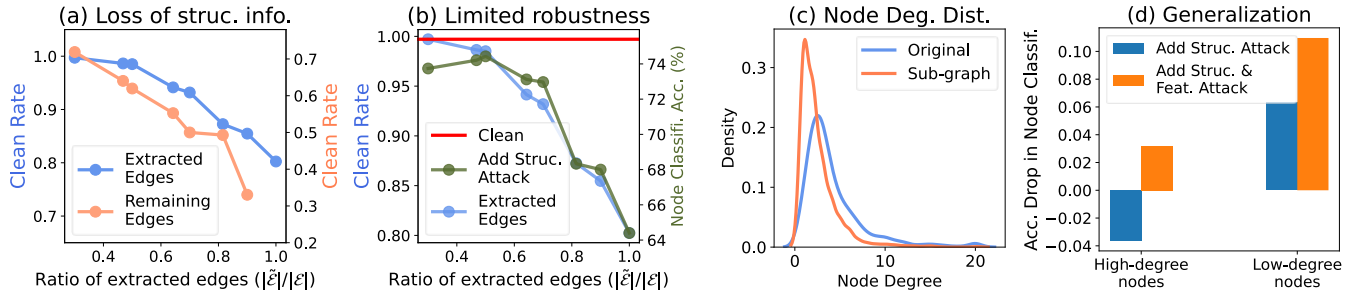 (a) Loss of struc. info.
1.0
0.9
0.8
0.7
0.7
0.6
0.5
0.4
0.3
0.2
Clean Rate
Clean Rate
Extracted
Edges
Remaining
Edges
0.4
0.6
0.8
1.0
Ratio of extracted edges (|Ẽ|/|E|)
(b) Limited robustness
1.00
0.95
0.90
0.85
0.80
74
72
70
68
66
64
Clean Rate
Node Classifi. Acc. (%)
Clean
Add Struc.
Attack
Extracted
Edges
0.4
0.6
0.8
1.0
Ratio of extracted edges (|Ẽ|/|E|)
(c) Node Deg. Dist.
0.3
0.2
0.1
0.0
Density
Original
Sub-graph
0
10
20
Node Degree
(d) Generalization
0.10
0.08
0.06
0.04
0.02
0.00
−0.02
−0.04
Acc. Drop in Node Classif.
Add Struc. Attack
Add Struc. &
Feat. Attack
High-degree
nodes
Low-degree
nodes